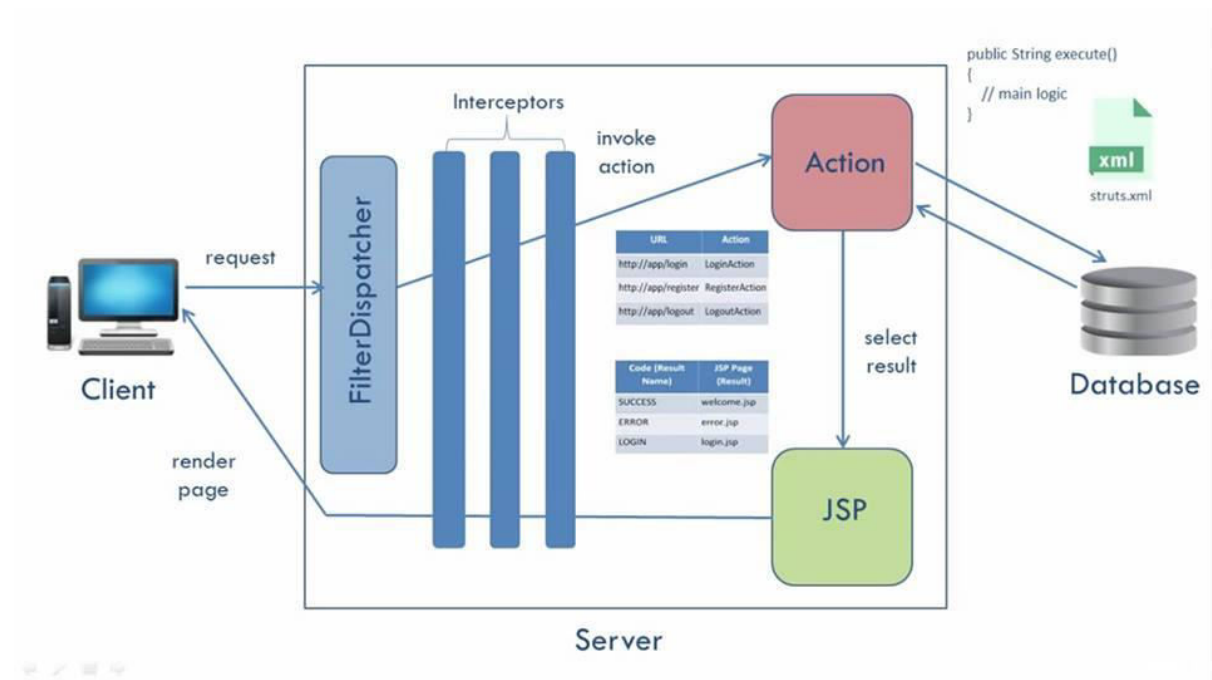 public String execute()
{
// main logic
}
xml
struts.xml
Interceptors
invoke
action
Action
FilterDispatcher
request
Client
URL Action
http://app/login LoginAction
http://app/register RegisterAction
http://app/logout LogoutAction
select
result
Code (Result Name) JSP Page (Result)
SUCCESS welcome.jsp
ERROR error.jsp
LOGIN login.jsp
Database
render
page
JSP
Server